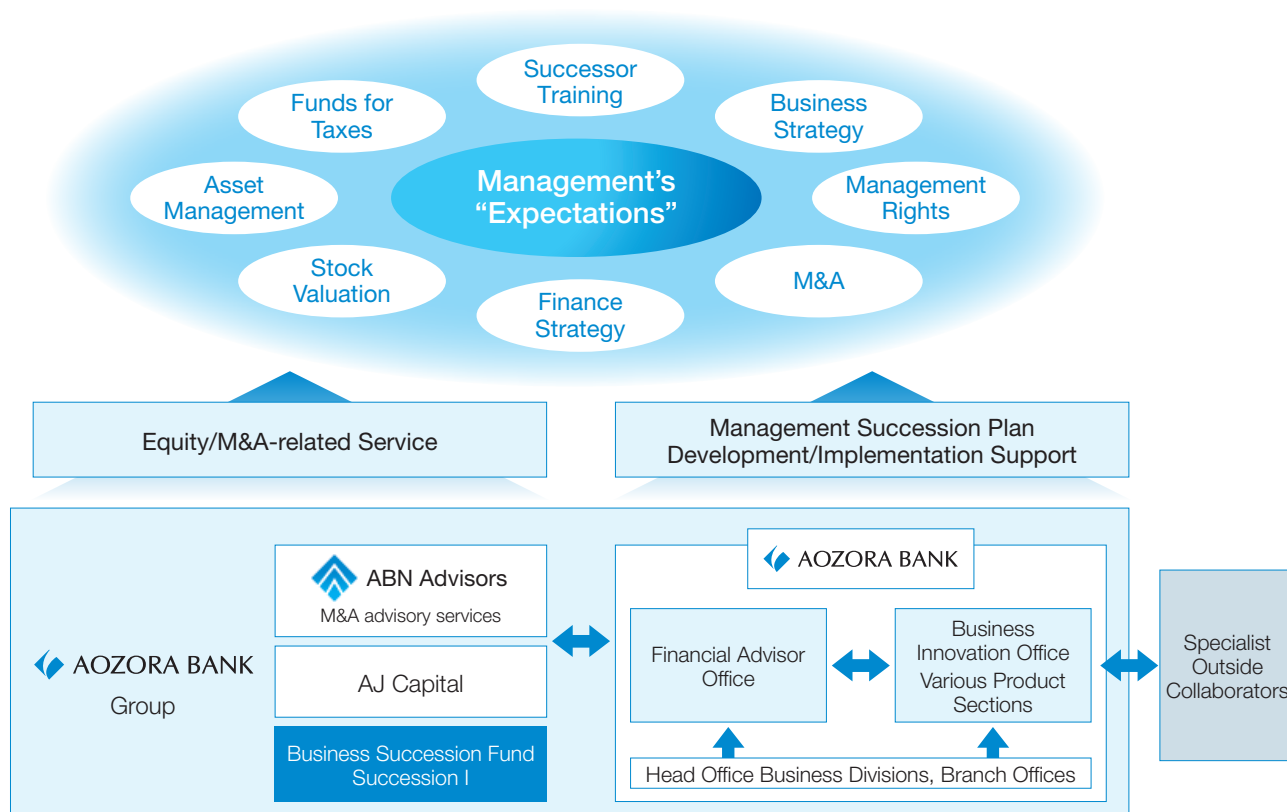 Successor
Training
Funds for
Taxes
Business
Strategy
Asset
Management
Management's
“Expectations”
Management
Rights
Stock
Valuation
Finance
Strategy
M&A
Equity/M&A-related Service
Management Succession Plan
Development/Implementation Support
AOZORA BANK
Group
ABN Advisors
M&A advisory services
AJ Capital
Business Succession Fund
Succession I
AOZORA BANK
Financial Advisor
Office
Business
Innovation Office
Various Product
Sections
Head Office Business Divisions, Branch Offices
Specialist
Outside
Collaborators